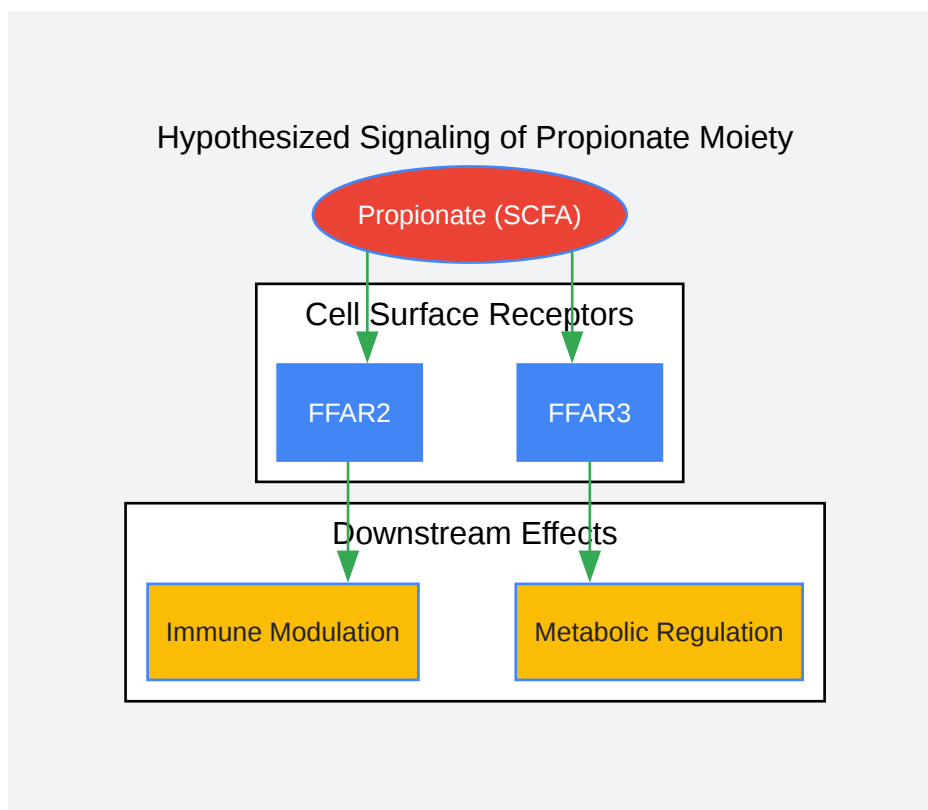 Hypothesized Signaling of Propionate Moiety
Propionate (SCFA)
Cell Surface Receptors
FFAR2
FFAR3
Downstream Effects
Immune Modulation
Metabolic Regulation